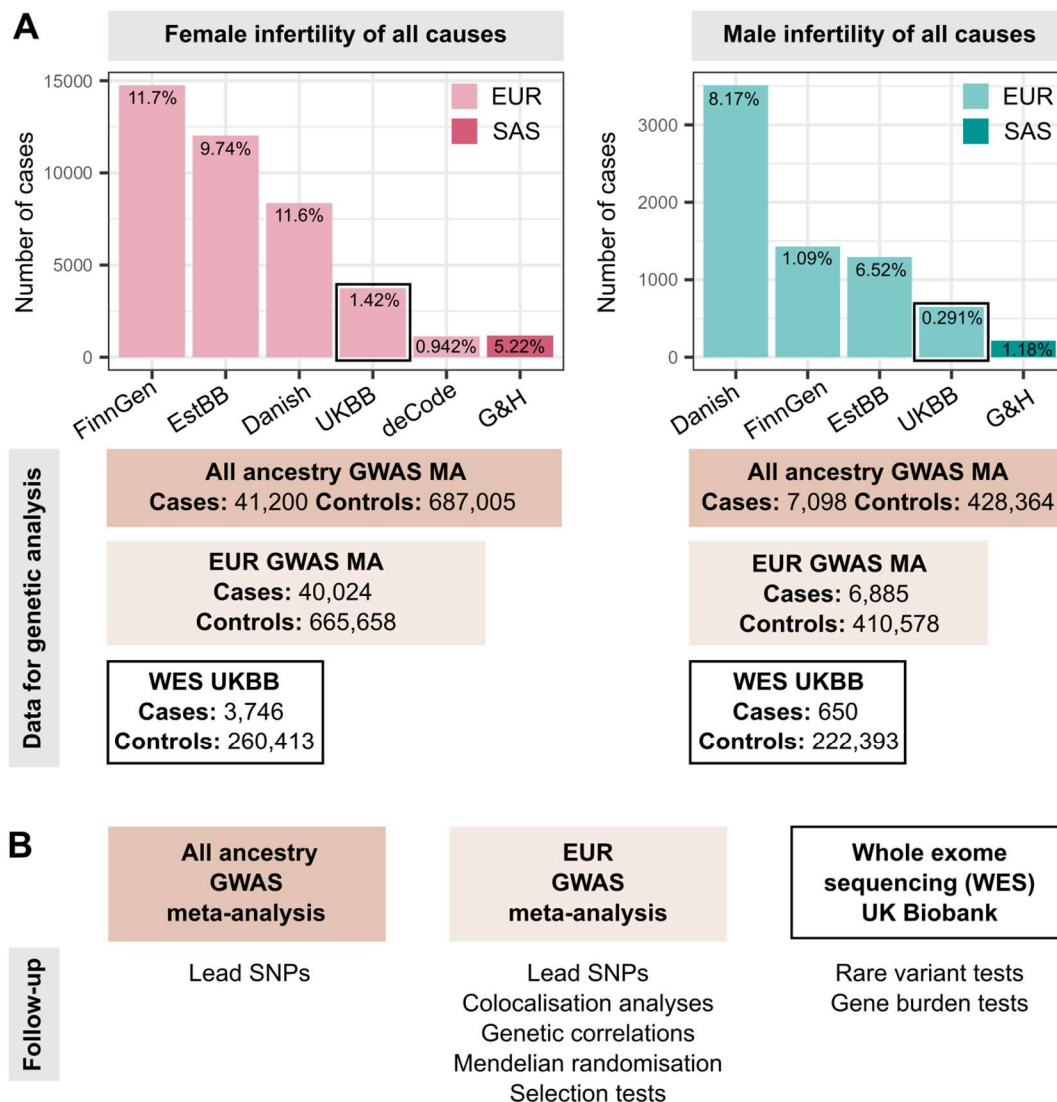 A
Female infertility of all causes
Number of cases
15000
10000
5000
0
11.7%
9.74%
11.6%
1.42%
0.942%
5.22%
EUR
SAS
FinnGen
EstBB
Danish
UKBB
deCode
G&H
Male infertility of all causes
Number of cases
3000
2000
1000
0
8.17%
1.09%
6.52%
0.291%
1.18%
EUR
SAS
Danish
FinnGen
EstBB
UKBB
G&H
Data for genetic analysis
All ancestry GWAS MA
Cases: 41,200 Controls: 687,005
EUR GWAS MA
Cases: 40,024
Controls: 665,658
WES UKBB
Cases: 3,746
Controls: 260,413
All ancestry GWAS MA
Cases: 7,098 Controls: 428,364
EUR GWAS MA
Cases: 6,885
Controls: 410,578
WES UKBB
Cases: 650
Controls: 222,393
B
All ancestry
GWAS
meta-analysis
EUR
GWAS
meta-analysis
Whole exome
sequencing (WES)
UK Biobank
Follow-up
Lead SNPs
Lead SNPs
Colocalisation analyses
Genetic correlations
Mendelian randomisation
Selection tests
Rare variant tests
Gene burden tests